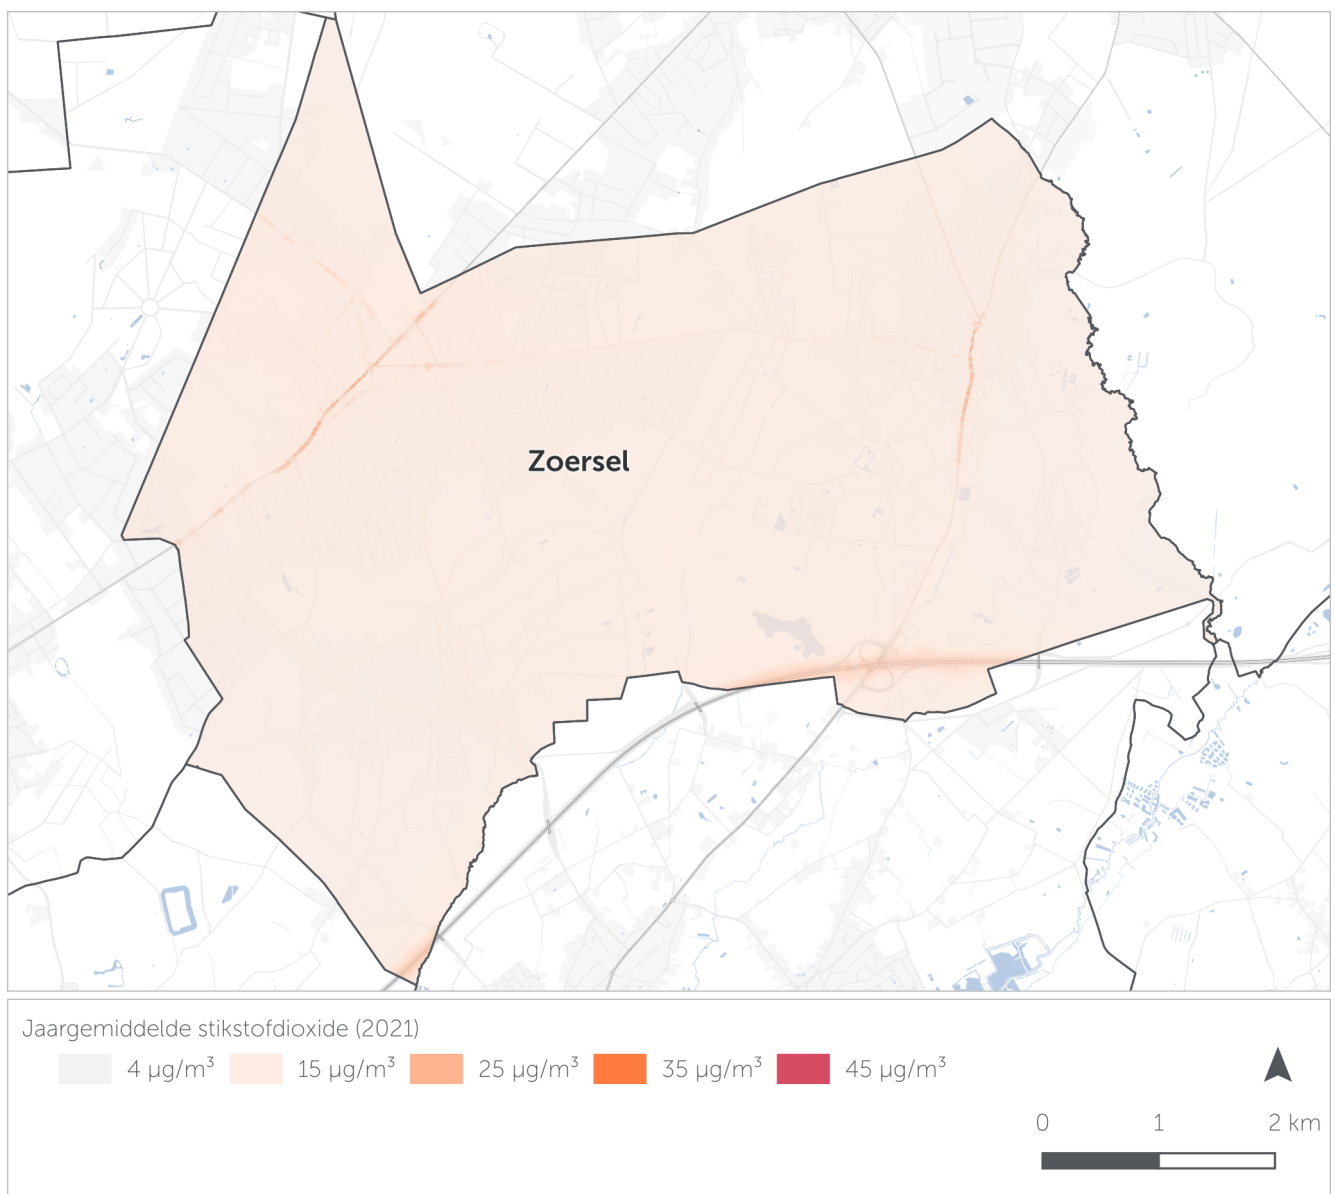 Zoersel
Jaargemiddelde stikstofdioxide (2021)
4 µg/m³ 15 µg/m³ 25 µg/m³ 35 µg/m³ 45 µg/m³
0 1 2 km